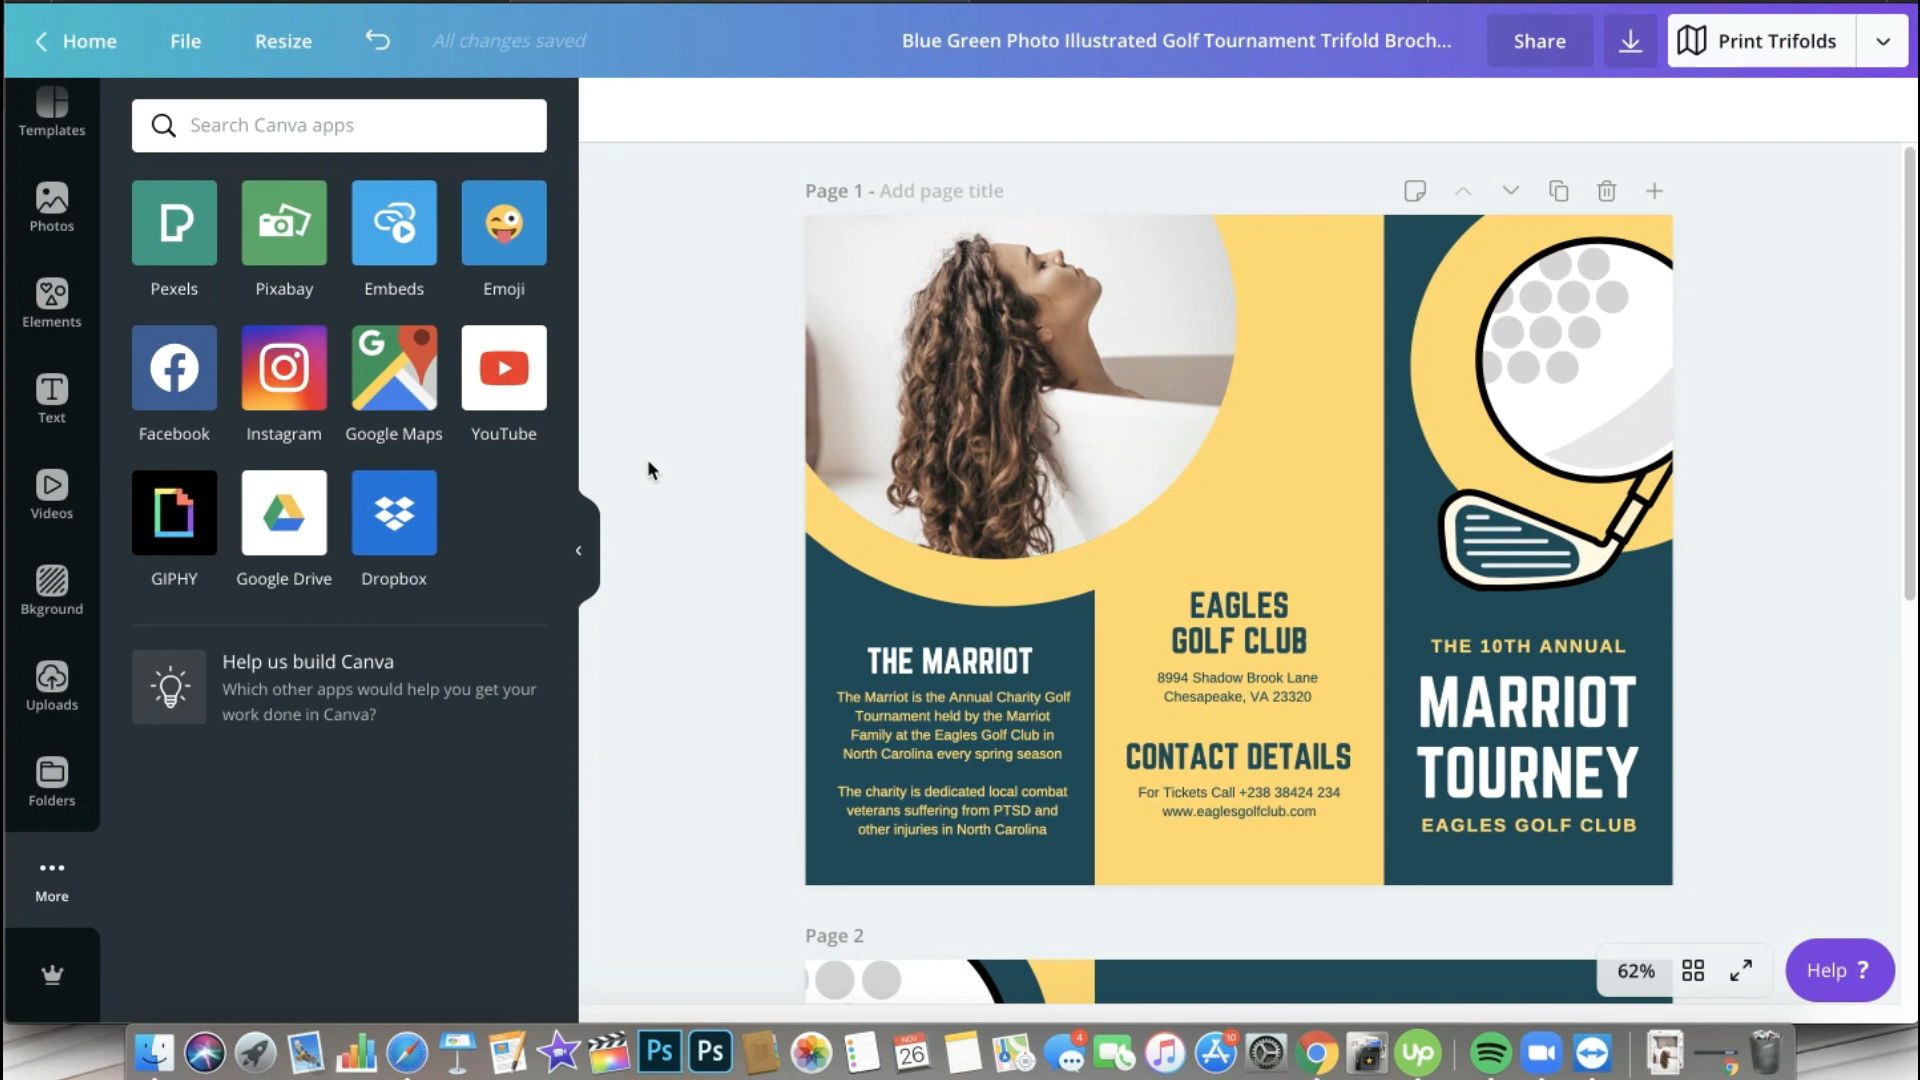 Home
File
Resize
All changes saved
Blue Green Photo Illustrated Golf Tournament Trifold Broch...
Share
Print Trifolds
Templates
Photos
Elements
Text
Videos
Bkground
Uploads
Folders
More
Search Canva apps
Pexels
Pixabay
Embeds
Emoji
Facebook
Instagram
G
Google Maps
YouTube
GIPHY
Google Drive
Dropbox
Help us build Canva
Which other apps would help you get your
work done in Canva?
Page 1 - Add page title
THE MARRIOT
The Marriot is the Annual Charity Golf
Tournament held by the Marriot
Family at the Eagles Golf Club in
North Carolina every spring season
The charity is dedicated local combat
veterans suffering from PTSD and
other injuries in North Carolina
EAGLES
GOLF CLUB
8994 Shadow Brook Lane
Chesapeake, VA 23320
CONTACT DETAILS
For Tickets Call +238 38424 234
www.eaglesgolfclub.com
THE 10TH ANNUAL
MARRIOT
TOURNEY
EAGLES GOLF CLUB
Page 2
62%
Help ?
Ps
Ps
NOV
26
4
10
Up